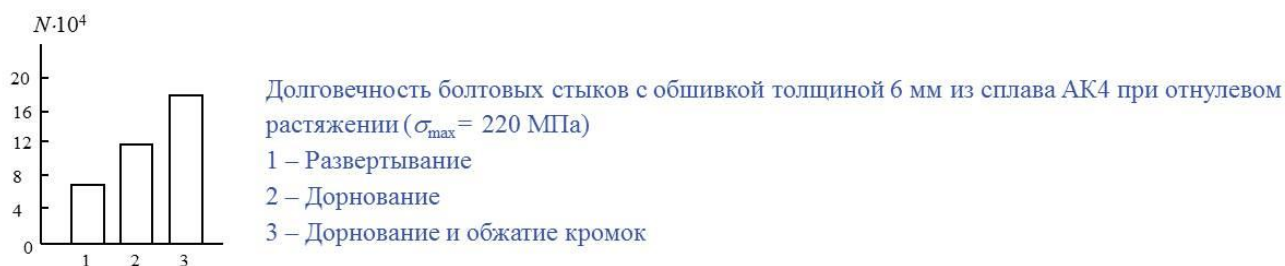 N·10⁴
20
16
12
8
4
0
1 2 3
Долговечность болтовых стыков с обшивкой толщиной 6 мм из сплава АК4 при отнулевом
растяжении (σmax= 220 МПа)
1 – Развертывание
2 – Дорнование
3 – Дорнование и обжатие кромок